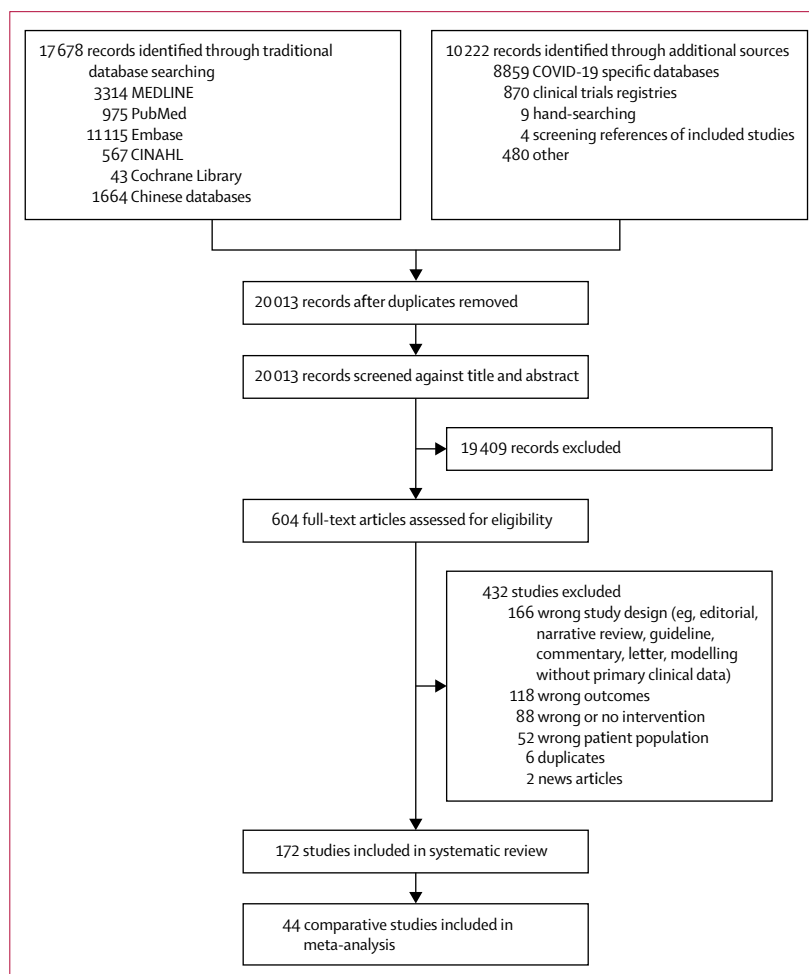 17 678 records identified through traditional
database searching
3314 MEDLINE
975 PubMed
11 115 Embase
567 CINAHL
43 Cochrane Library
1664 Chinese databases
10 222 records identified through additional sources
8859 COVID-19 specific databases
870 clinical trials registries
9 hand-searching
4 screening references of included studies
480 other
20 013 records after duplicates removed
20 013 records screened against title and abstract
19 409 records excluded
604 full-text articles assessed for eligibility
432 studies excluded
166 wrong study design (eg, editorial,
narrative review, guideline,
commentary, letter, modelling
without primary clinical data)
118 wrong outcomes
88 wrong or no intervention
52 wrong patient population
6 duplicates
2 news articles
172 studies included in systematic review
44 comparative studies included in
meta-analysis